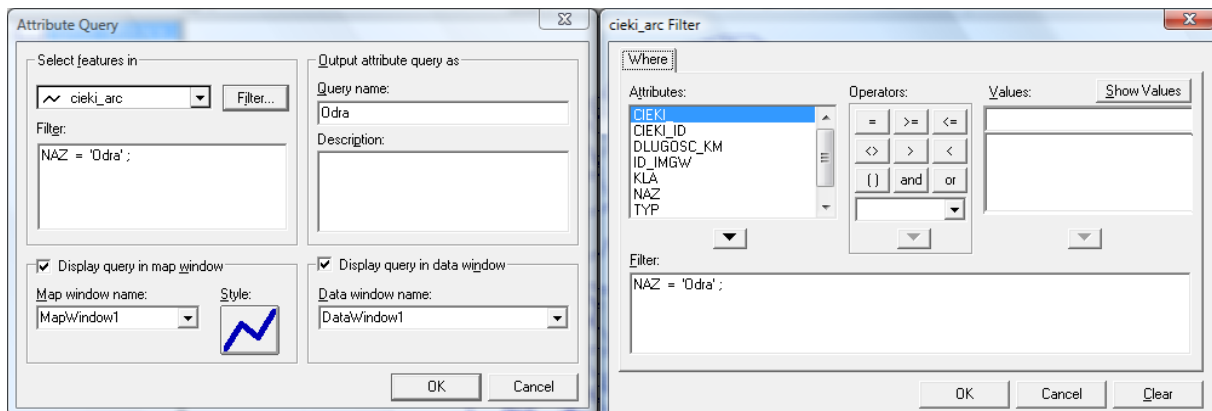 Attribute Query
Select features in
cieki_arc
Filter...
Filter:
NAZ = 'Odra' ;
Output attribute query as
Query name:
Odra
Description:
Display query in map window
Map window name:
MapWindow1
Style:
Display query in data window
Data window name:
DataWindow1
OK
Cancel
cieki_arc Filter
Where
Attributes:
CIEKI_
CIEKI_ID
DLUGOSC_KM
ID_IMGW
KLA
NAZ
TYP
Operators:
= >= <=
<> > <
() and or
Values:
Show Values
Filter:
NAZ = 'Odra' ;
OK
Cancel
Clear